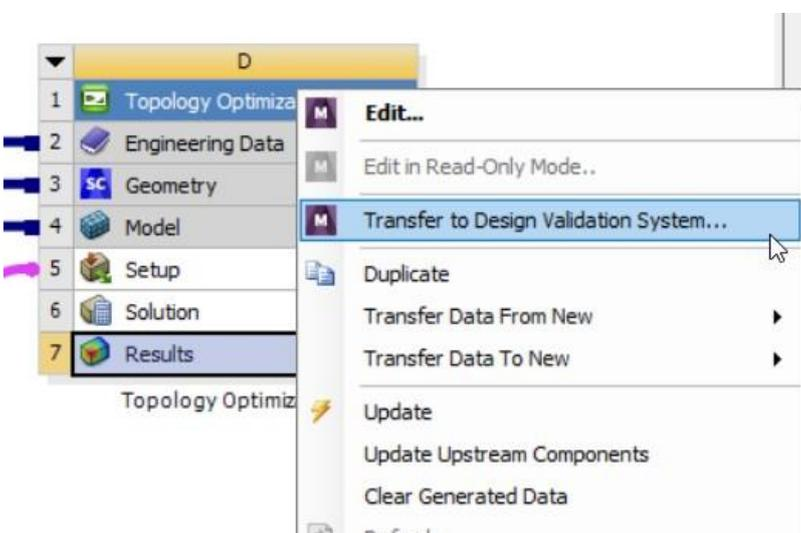 D
1 Topology Optimiza
2 Engineering Data
3 SC Geometry
4 Model
5 Setup
6 Solution
7 Results
Topology Optimiz
M Edit...
M Edit in Read-Only Mode..
M Transfer to Design Validation System...
Duplicate
Transfer Data From New
Transfer Data To New
Update
Update Upstream Components
Clear Generated Data